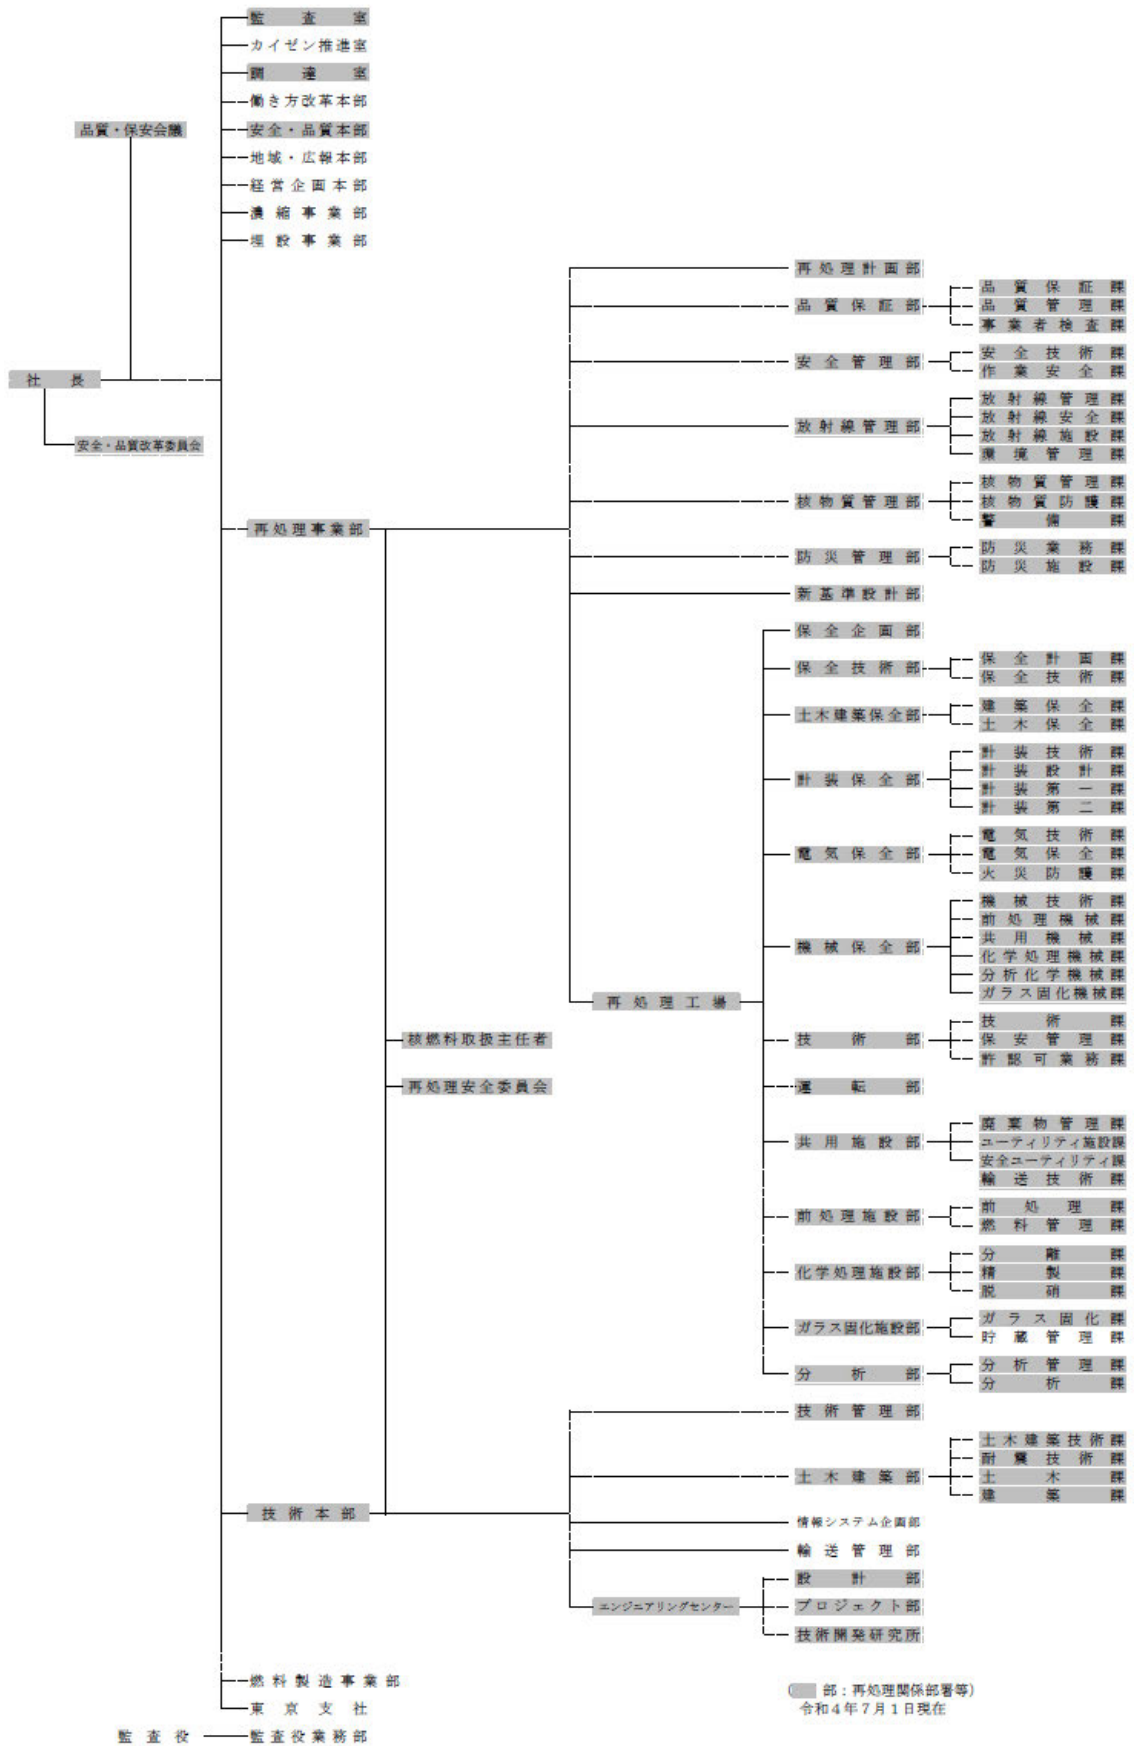 監査室
カイゼン推進室
調達室
働き方改革本部
品質・保安会議
安全・品質本部
地域・広報本部
経営企画本部
濃縮事業部
埋設事業部
社長
安全・品質改革委員会
再処理事業部
再処理計画部
品質保証部
品質保証課
品質管理課
事業者検査課
安全管理部
安全技術課
作業安全課
放射線管理部
放射線管理課
放射線安全課
放射線施設課
環境管理課
核物質管理部
核物質管理課
核物質防護課
警備課
防災管理部
防災業務課
防災施設課
新基準設計部
再処理工場
保全企画部
保全技術部
保全計画課
保全技術課
土木建築保全部
建築保全課
土木保全課
計装保全部
計装技術課
計装設計課
計装第一課
計装第二課
電気保全部
電気技術課
電気保全課
火災防護課
機械保全部
機械技術課
前処理機械課
共用機械課
化学処理機械課
分析化学機械課
ガラス固化機械課
技術部
技術課
保安管理課
許認可業務課
運転部
共用施設部
廃棄物管理課
ユーティリティ施設課
安全ユーティリティ課
輸送技術課
前処理施設部
前処理課
燃料管理課
化学処理施設部
分離課
精製課
脱硝課
ガラス固化施設部
ガラス固化課
貯蔵管理課
分析部
分析管理課
分析課
核燃料取扱主任者
再処理安全委員会
技術本部
技術管理部
土木建築部
土木建築技術課
耐震技術課
土木課
建築課
情報システム企画部
輸送管理部
エンジニアリングセンター
設計部
プロジェクト部
技術開発研究所
燃料製造事業部
東京支社
監査役
監査役業務部
(部：再処理関係部署等)
令和4年7月1日現在